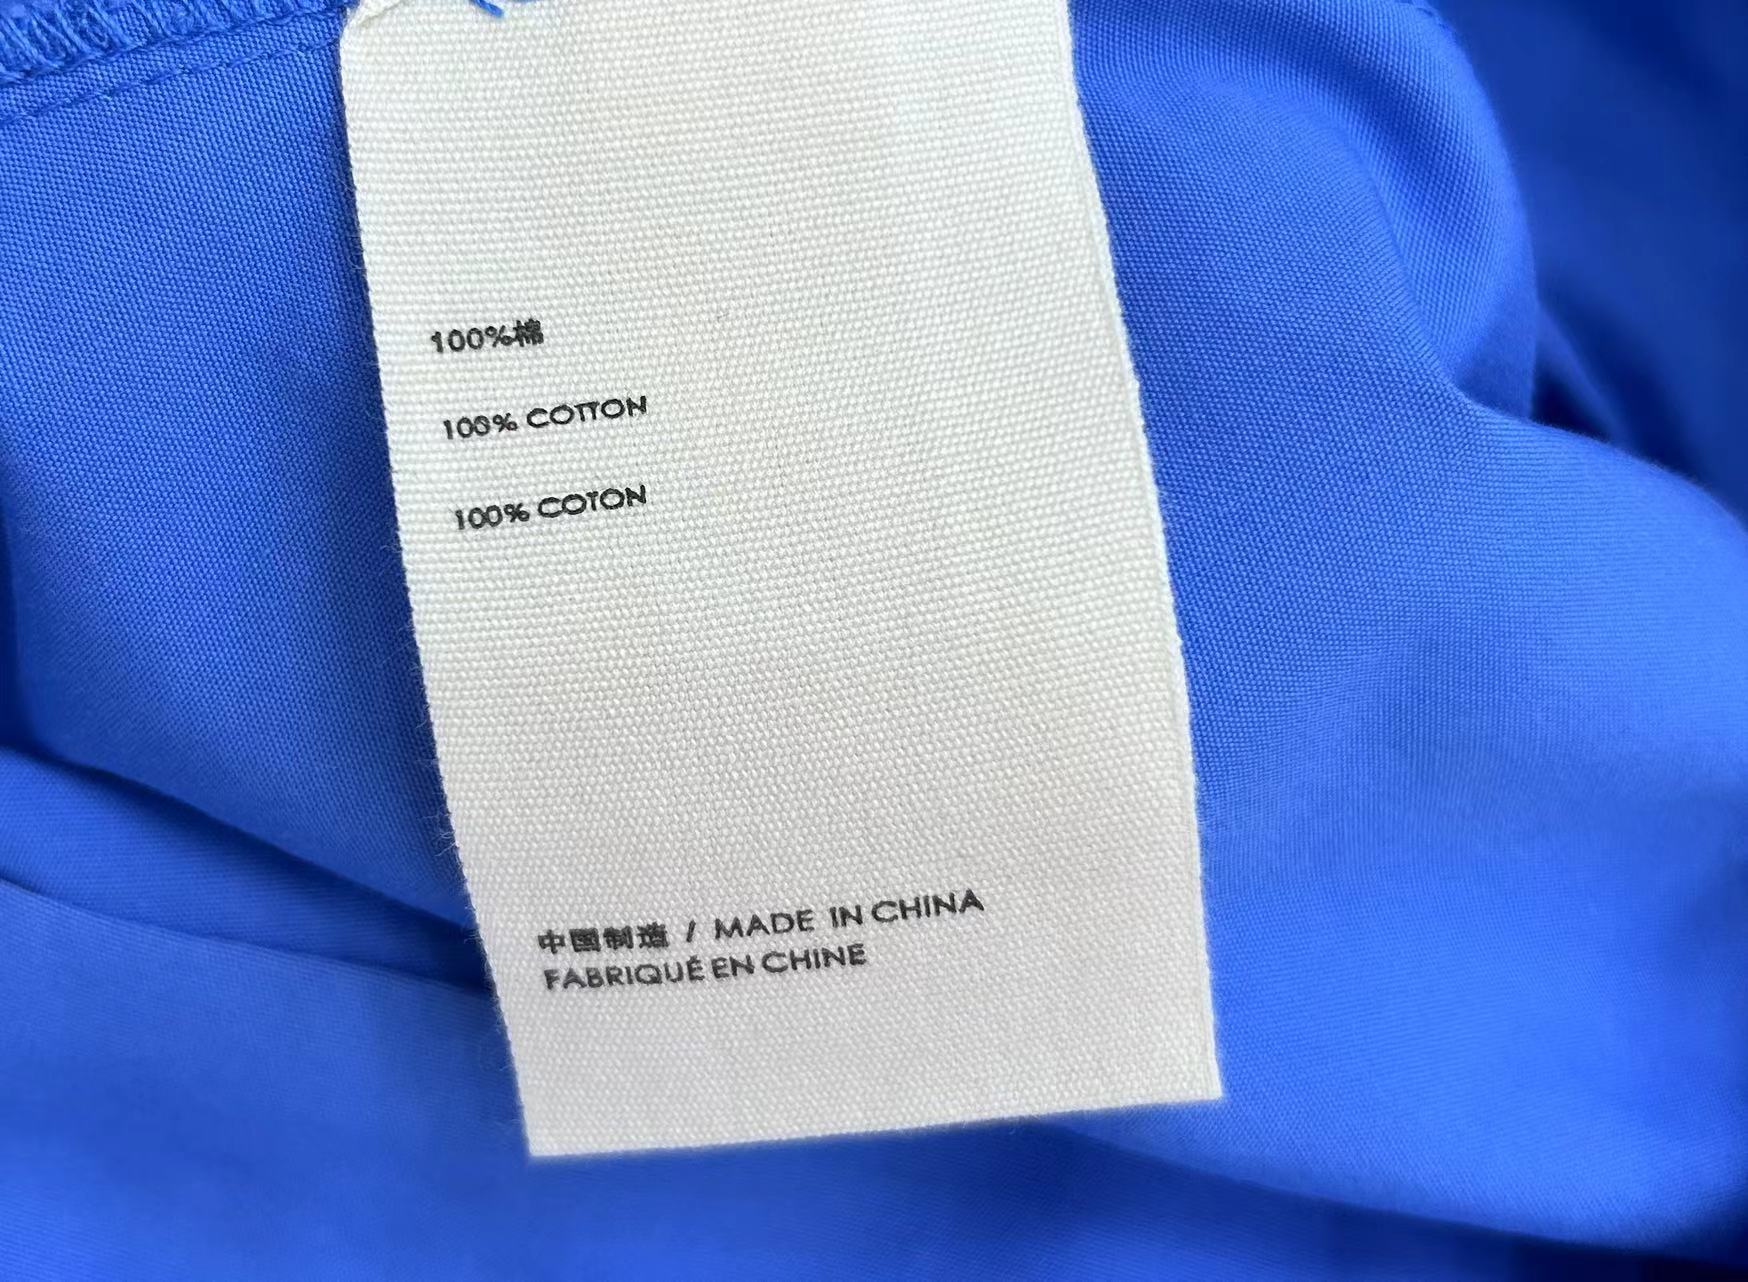 100%棉
100% COTTON
100% COTON
中国制造 / MADE IN CHINA
FABRIQUÉ EN CHINE